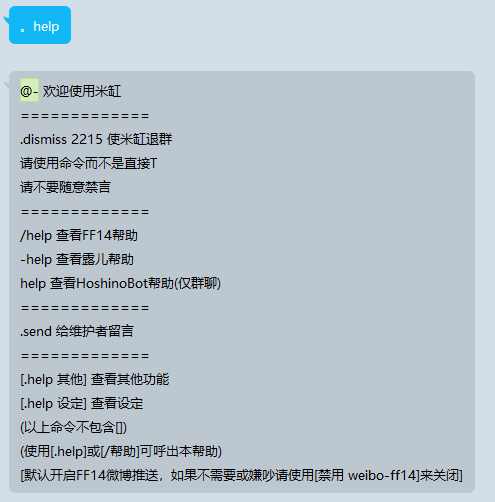 。help
@- 欢迎使用米缸
=============
.dismiss 2215 使米缸退群
请使用命令而不是直接T
请不要随意禁言
=============
/help 查看FF14帮助
-help 查看露儿帮助
help 查看HoshinoBot帮助(仅群聊)
=============
.send 给维护者留言
=============
[.help 其他] 查看其他功能
[.help 设定] 查看设定
(以上命令不包含[])
(使用[.help]或[/帮助]可呼出本帮助)
[默认开启FF14微博推送，如果不需要或嫌吵请使用[禁用 weibo-ff14]来关闭]